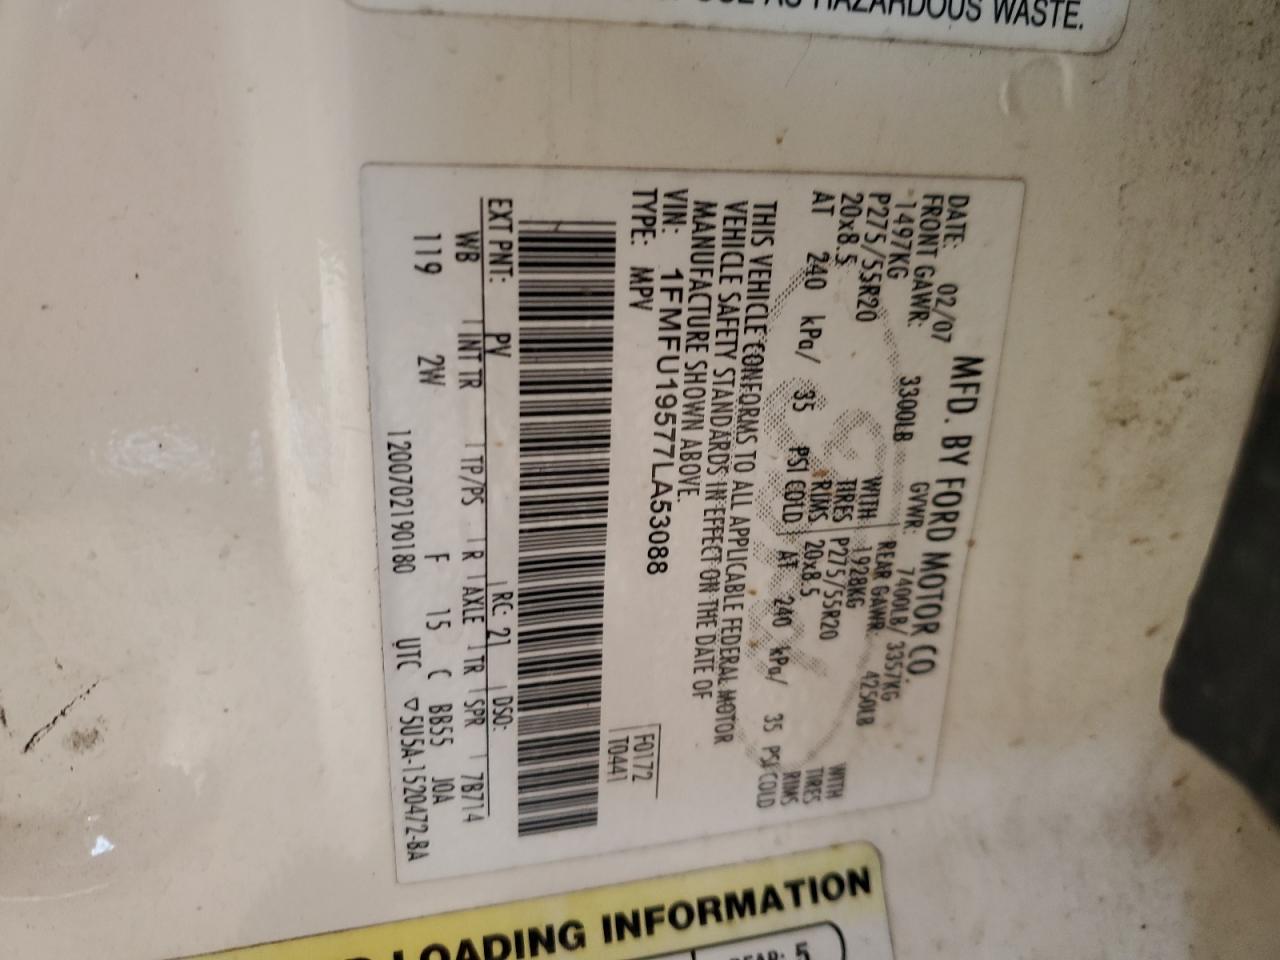 AS HAZARDOUS WASTE.
MFD. BY FORD MOTOR CO.
DATE: 02/07 GVWR: 7400LB/ 3357KG
FRONT GAWR: 3300LB REAR GAWR: 4250LB
1497KG WITH 1928KG WITH
P275/55R20 TIRES P275/55R20 TIRES
20x8.5 RIMS 20x8.5 RIMS
AT 240 kPa/ 35 PSI COLD AT 240 kPa/ 35 PSI COLD
THIS VEHICLE CONFORMS TO ALL APPLICABLE FEDERAL MOTOR
VEHICLE SAFETY STANDARDS IN EFFECT ON THE DATE OF
MANUFACTURE SHOWN ABOVE.
VIN: 1FMFU19577LA53088 F0172
TYPE: MPV T0441
EXT PNT: PV RC: 21 DSO:
WB INT TR TP/PS R AXLE TR SPR 7B714
119 2W F 15 C BB55 JOA
1200702190180 UTC ▽5U5A-1520472-BA
LOADING INFORMATION
5